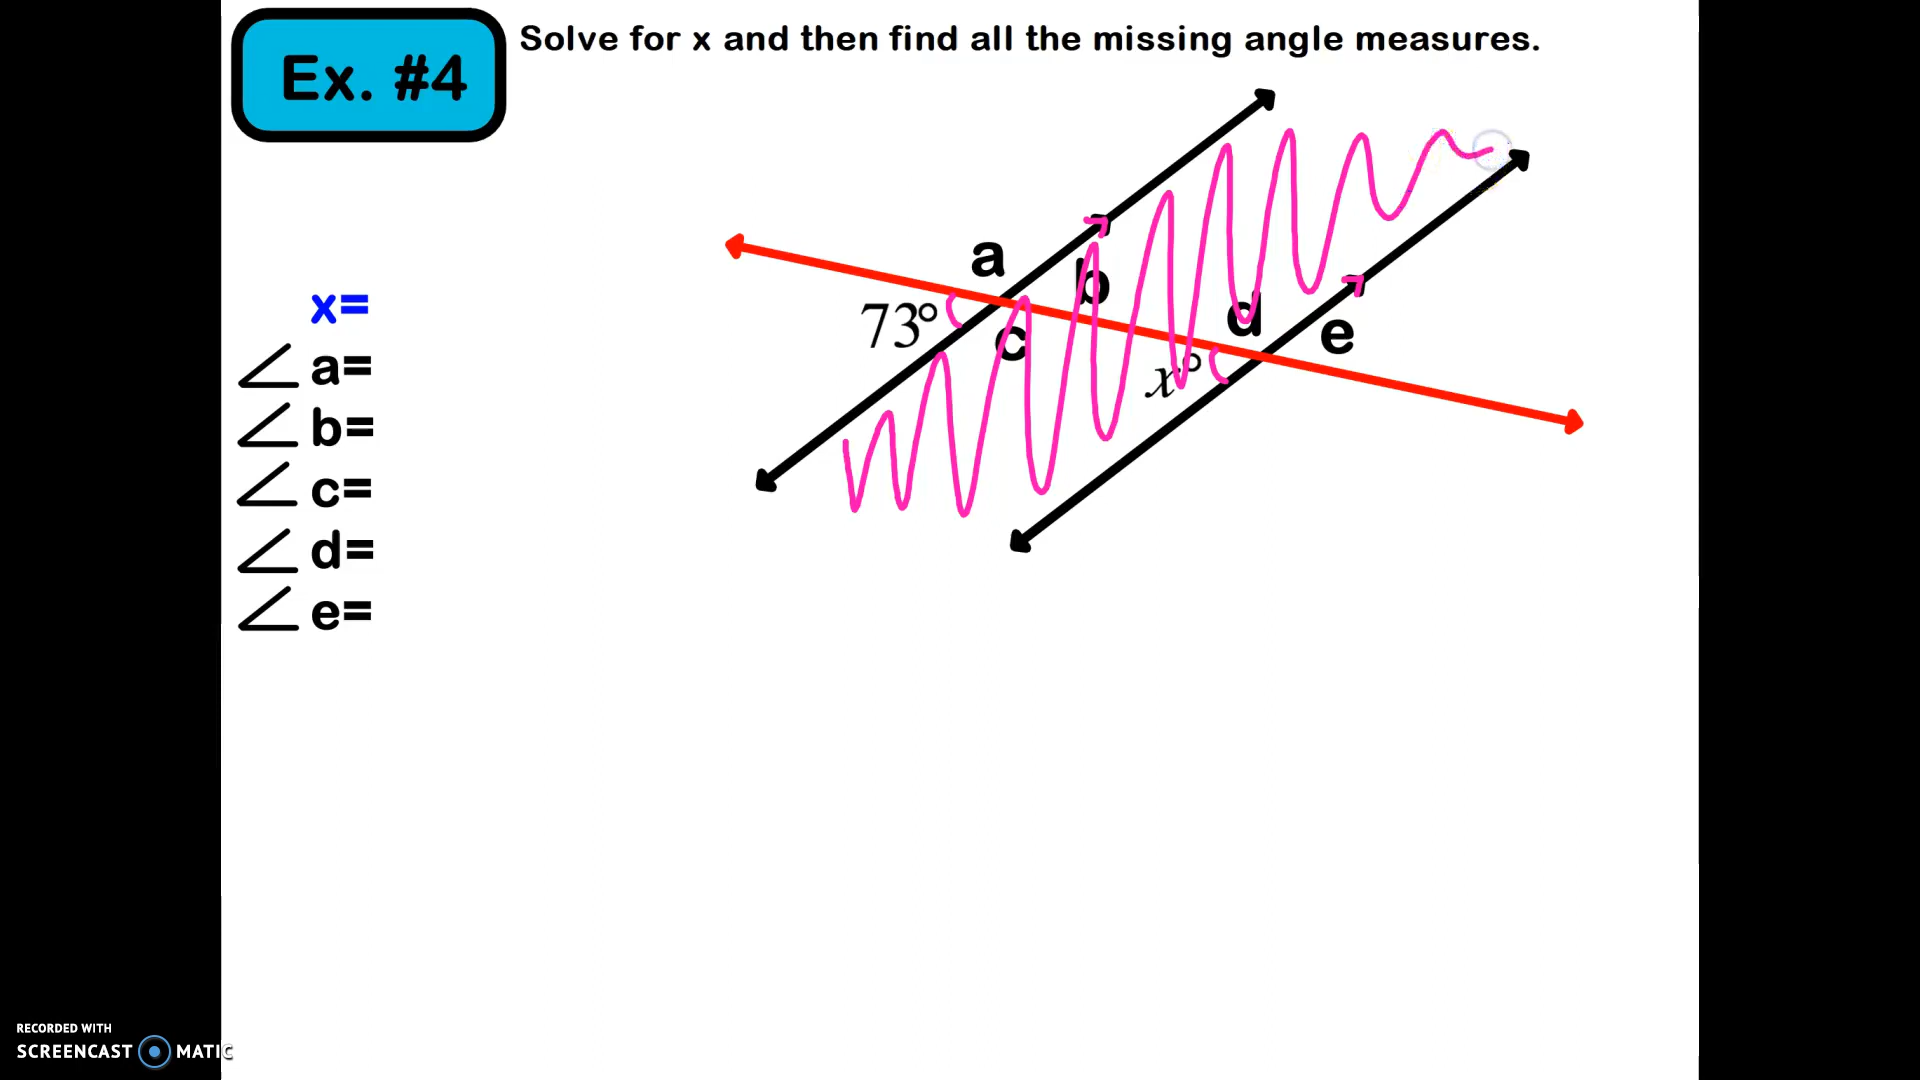 Ex. #4
Solve for x and then find all the missing angle measures.
a
b
73°
c
d
e
x°
x=
∠a=
∠b=
∠c=
∠d=
∠e=
RECORDED WITH
SCREENCAST MATIC